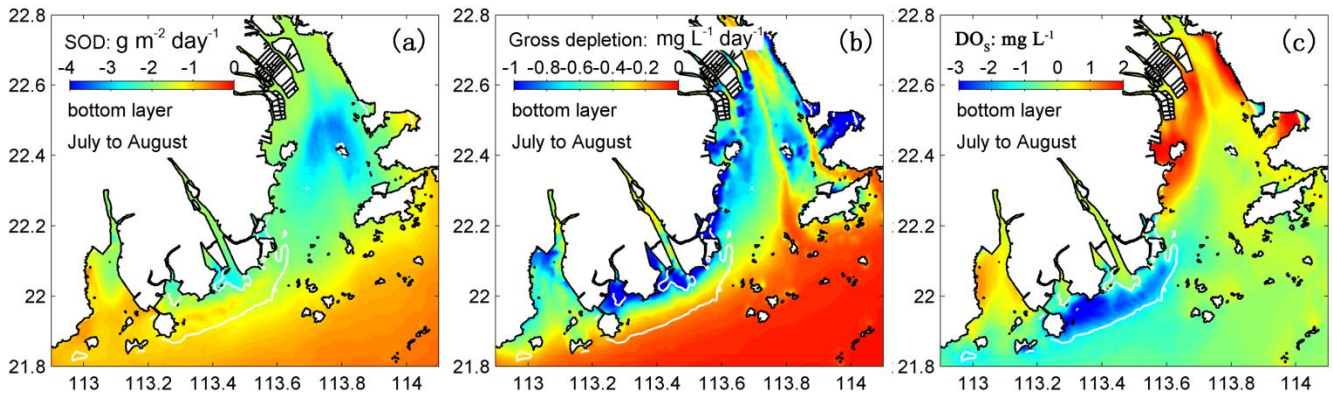 22.8
22.6
22.4
22.2
22
21.8
SOD: g m⁻² day⁻¹
(a)
-4 -3 -2 -1 0
bottom layer
July to August
113 113.2 113.4 113.6 113.8 114
22.8
22.6
22.4
22.2
22
21.8
Gross depletion: mg L⁻¹ day⁻¹
(b)
-1 -0.8 -0.6 -0.4 -0.2 0
bottom layer
July to August
113 113.2 113.4 113.6 113.8 114
22.8
22.6
22.4
22.2
22
21.8
DOₛ: mg L⁻¹
(c)
-3 -2 -1 0 1 2
bottom layer
July to August
113 113.2 113.4 113.6 113.8 114